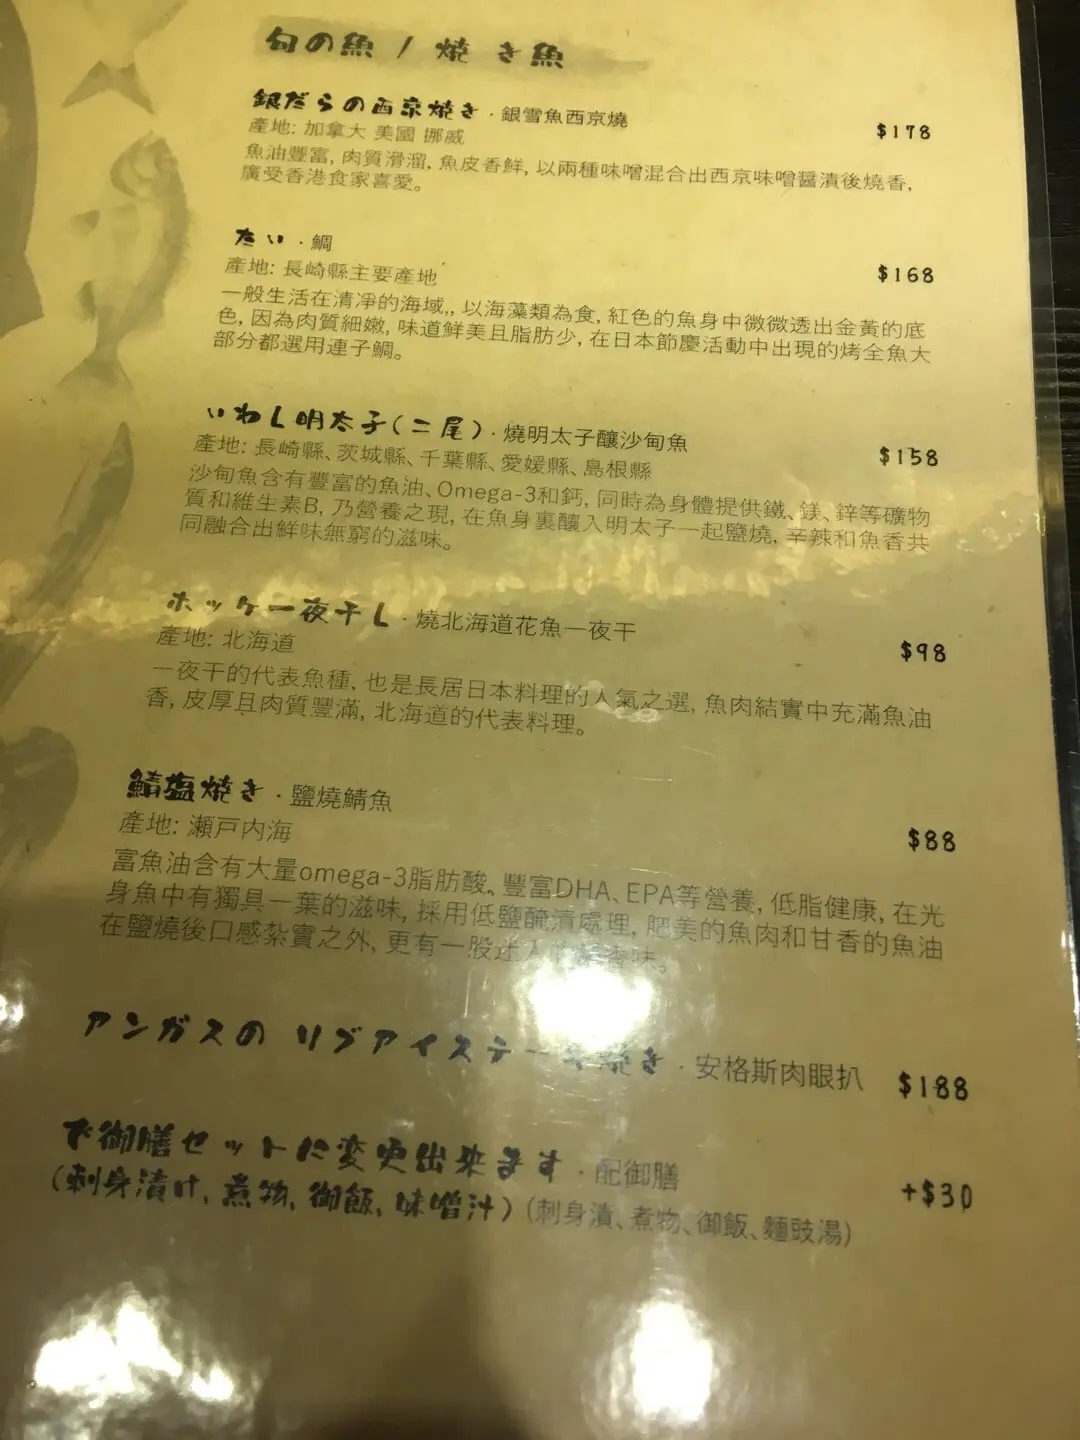 旬の魚 / 焼き魚
銀だらの西京焼き · 銀雪魚西京燒
$178
產地: 加拿大 美國 挪威
魚油豐富, 肉質滑溜, 魚皮香鮮, 以兩種味噌混合出西京味噌醬漬後燒香,
廣受香港食家喜愛。
たい · 鯛
$168
產地: 長崎縣主要產地
一般生活在清凈的海域,, 以海藻類為食, 紅色的魚身中微微透出金黃的底
色, 因為肉質細嫩, 味道鮮美且脂肪少, 在日本節慶活動中出現的烤全魚大
部分都選用連子鯛。
いわし明太子(二尾) · 燒明太子釀沙甸魚
$158
產地: 長崎縣、茨城縣、千葉縣、愛媛縣、島根縣
沙甸魚含有豐富的魚油、Omega-3和鈣, 同時為身體提供鐵、鎂、鋅等礦物
質和維生素B, 乃營養之現, 在魚身裏釀入明太子一起鹽燒, 辛辣和魚香共
同融合出鮮味無窮的滋味。
ホッケ一夜干し · 燒北海道花魚一夜干
$98
產地: 北海道
一夜干的代表魚種, 也是長居日本料理的人氣之選, 魚肉結實中充滿魚油
香, 皮厚且肉質豐滿, 北海道的代表料理。
鯖塩焼き · 鹽燒鯖魚
$88
產地: 瀨戸内海
富魚油含有大量omega-3脂肪酸。豐富DHA、EPA等營養, 低脂健康, 在光
身魚中有獨具一葉的滋味, 採用低鹽醃漬處理, 肥美的魚肉和甘香的魚油
在鹽燒後口感紮實之外, 更有一股迷人 香味。
アンガスの リブアイステーキ焼き · 安格斯肉眼扒
$188
で御膳セットに変更出来ます · 配御膳
+$30
(刺身漬け, 煮物, 御飯, 味噌汁) (刺身漬、煮物、御飯、麵豉湯)